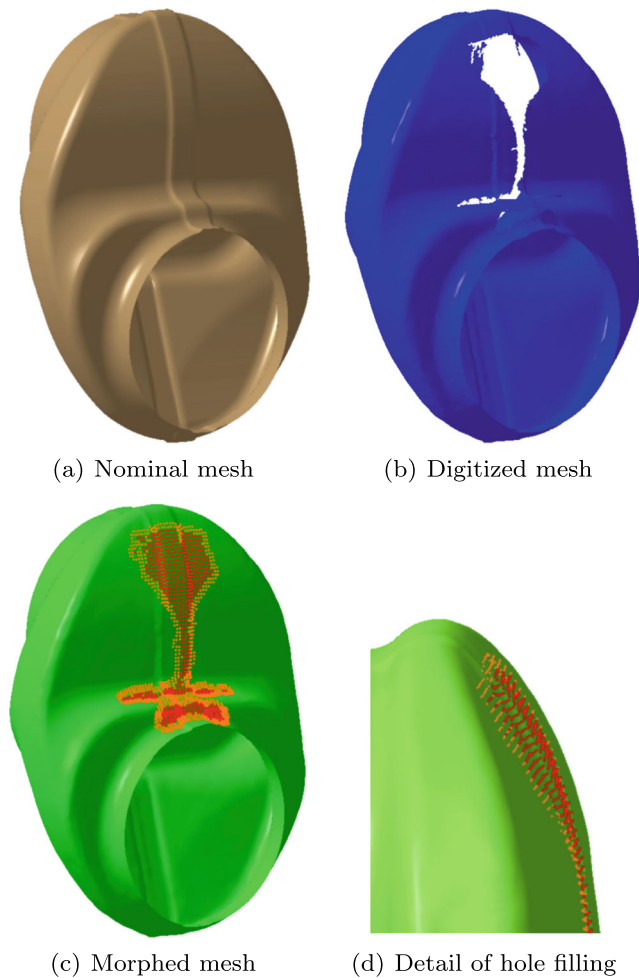 (a) Nominal mesh
(b) Digitized mesh
(c) Morphed mesh
(d) Detail of hole filling